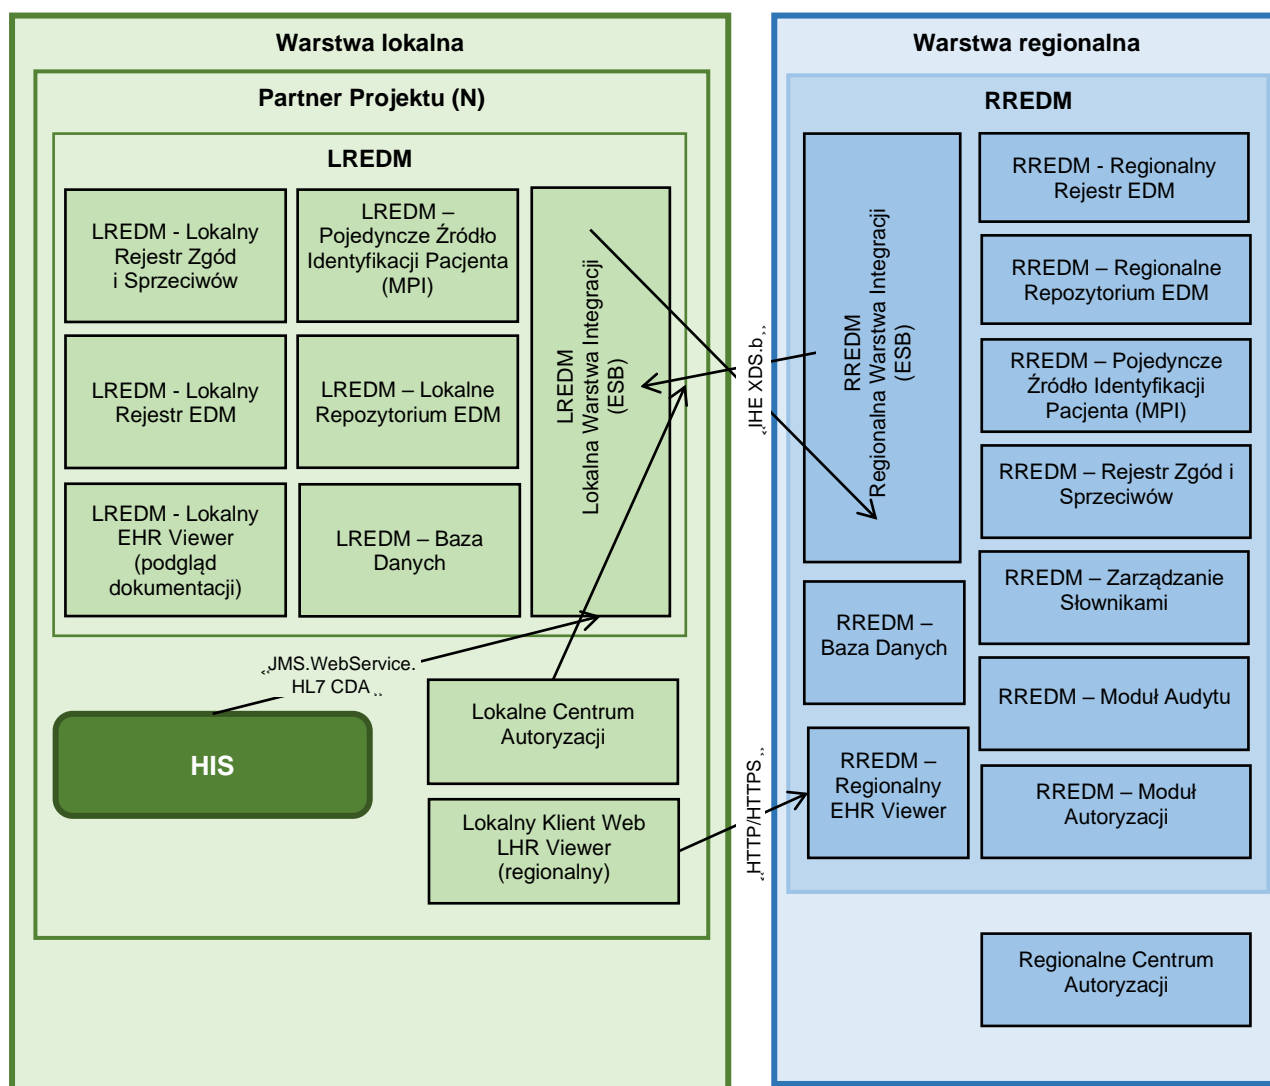 Warstwa lokalna
Partner Projektu (N)
LREDM
LREDM - Lokalny
Rejestr Zgód
i Sprzeciwów
LREDM –
Pojedyncze Źródło
Identyfikacji Pacjenta
(MPI)
LREDM
Lokalna Warstwa Integracji
(ESB)
LREDM - Lokalny
Rejestr EDM
LREDM – Lokalne
Repozytorium EDM
LREDM - Lokalny
EHR Viewer
(podgląd
dokumentacji)
LREDM – Baza
Danych
„JMS.WebService.
HL7 CDA„
HIS
Lokalne Centrum
Autoryzacji
Lokalny Klient Web
LHR Viewer
(regionalny)
„IHE XDS.b„
„HTTP/HTTPS„
Warstwa regionalna
RREDM
RREDM
Regionalna Warstwa Integracji
(ESB)
RREDM - Regionalny
Rejestr EDM
RREDM – Regionalne
Repozytorium EDM
RREDM – Pojedyncze
Źródło Identyfikacji
Pacjenta (MPI)
RREDM – Rejestr Zgód i
Sprzeciwów
RREDM – Zarządzanie
Słownikami
RREDM –
Baza Danych
RREDM – Moduł Audytu
RREDM –
Regionalny
EHR Viewer
RREDM – Moduł
Autoryzacji
Regionalne Centrum
Autoryzacji